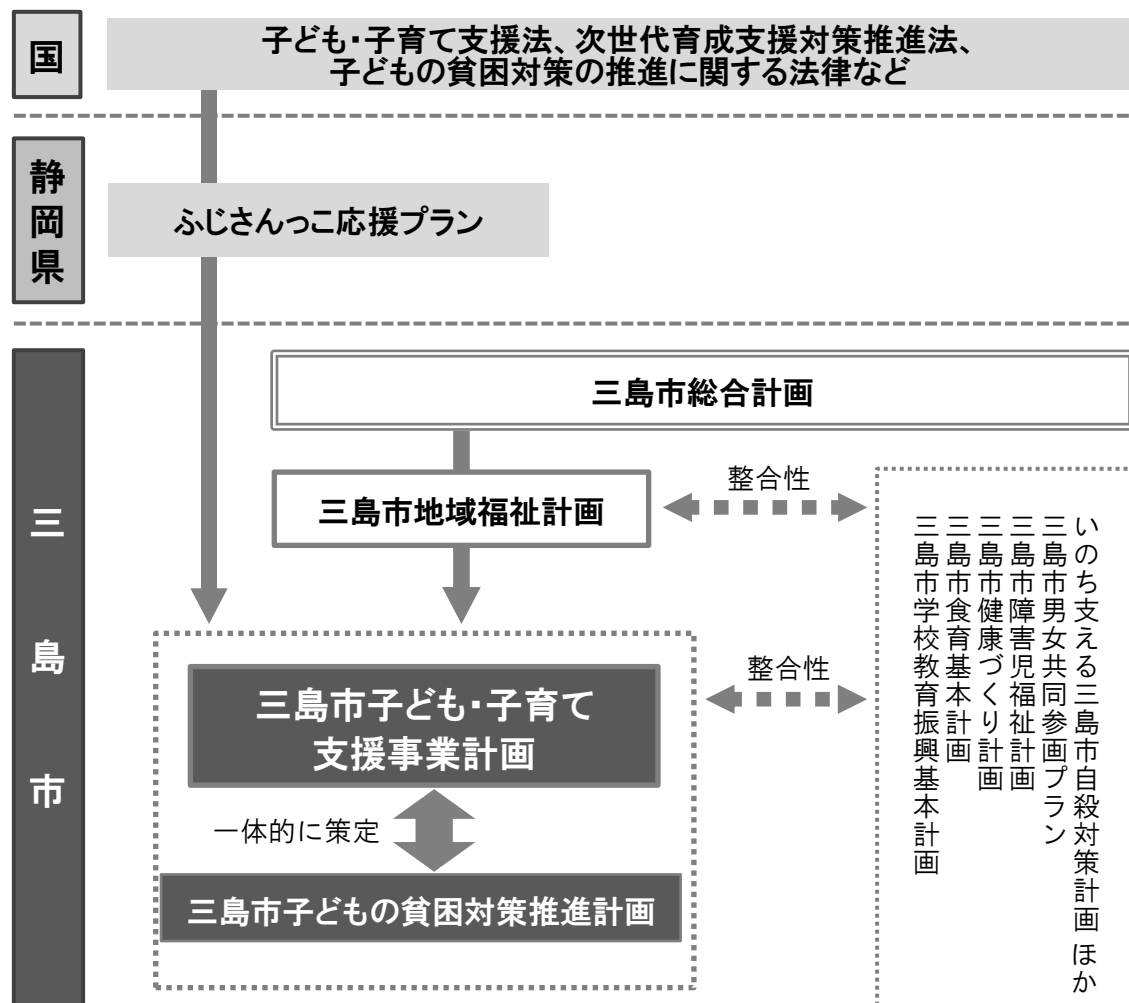 国
子ども・子育て支援法、次世代育成支援対策推進法、
子どもの貧困対策の推進に関する法律など
静岡県
ふじさんっこ応援プラン
三島市
三島市総合計画
三島市地域福祉計画
整合性
三島市子ども・子育て
支援事業計画
整合性
一体的に策定
三島市子どもの貧困対策推進計画
いのち支える三島市自殺対策計画 ほか
三島市男女共同参画プラン
三島市障害児福祉計画
三島市健康づくり計画
三島市食育基本計画
三島市学校教育振興基本計画